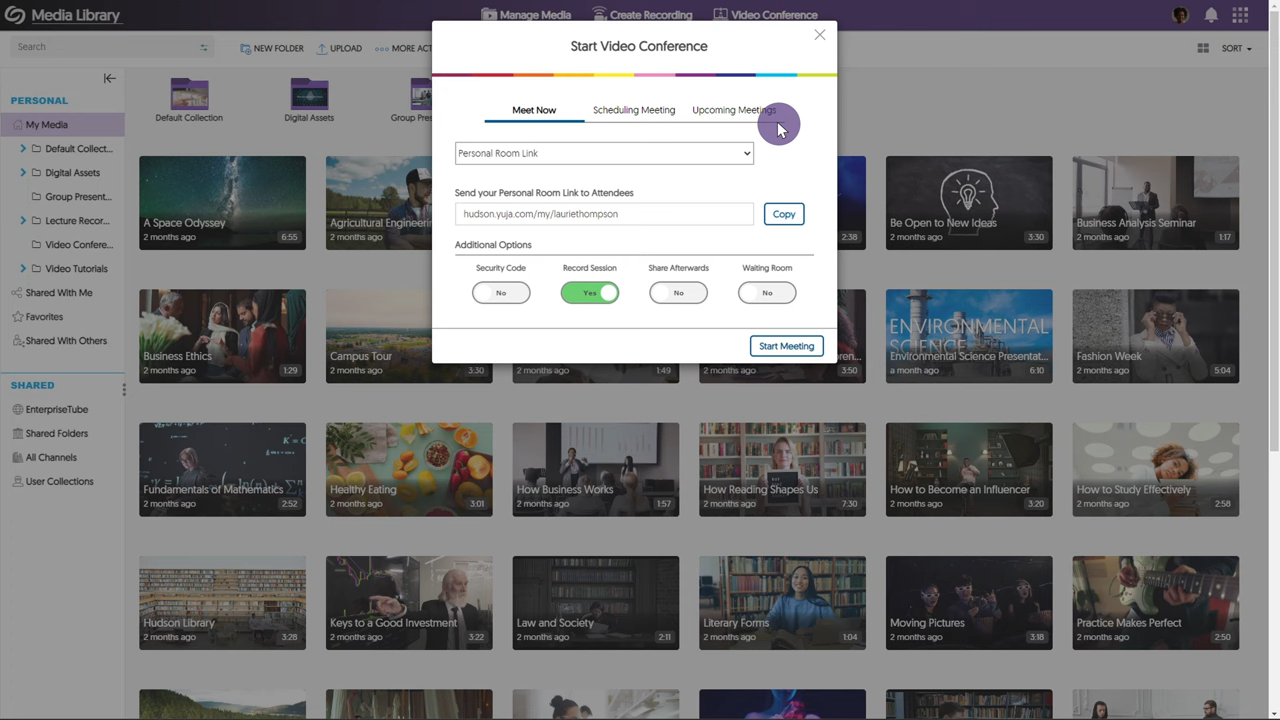 Media Library
Manage Media
Create Recording
Video Conference
Search
NEW FOLDER
UPLOAD
MORE ACT
SORT
Start Video Conference
Meet Now
Scheduling Meeting
Upcoming Meetings
Personal Room Link
Send your Personal Room Link to Attendees
hudson.yuja.com/my/lauriethompson
Copy
Additional Options
Security Code
Record Session
Share Afterwards
Waiting Room
No
Yes
No
No
Start Meeting
PERSONAL
My Media
Default Collect...
Digital Assets
Group Present...
Lecture Recor...
Video Confere...
Video Tutorials
Shared With Me
Favorites
Shared With Others
SHARED
EnterpriseTube
Shared Folders
All Channels
User Collections
Default Collection
Digital Assets
Group Pres
A Space Odyssey
2 months ago
6:55
Agricultural Engineerin
2 months ago
2:38
Be Open to New Ideas
2 months ago
3:30
Business Analysis Seminar
2 months ago
1:17
Business Ethics
2 months ago
1:29
Campus Tour
2 months ago
3:30
2 months ago
1:49
ren...
2 months ago
3:50
ENVIRONMENTAL
SCIENCE
Environmental Science Presentat...
a month ago
6:10
Fashion Week
2 months ago
5:04
Fundamentals of Mathematics
2 months ago
2:52
Healthy Eating
2 months ago
3:01
How Business Works
2 months ago
1:57
How Reading Shapes Us
2 months ago
7:30
How to Become an Influencer
2 months ago
3:20
How to Study Effectively
2 months ago
2:58
Hudson Library
2 months ago
3:28
Keys to a Good Investment
2 months ago
3:22
Law and Society
2 months ago
2:11
Literary Forms
2 months ago
1:04
Moving Pictures
2 months ago
3:18
Practice Makes Perfect
2 months ago
2:50